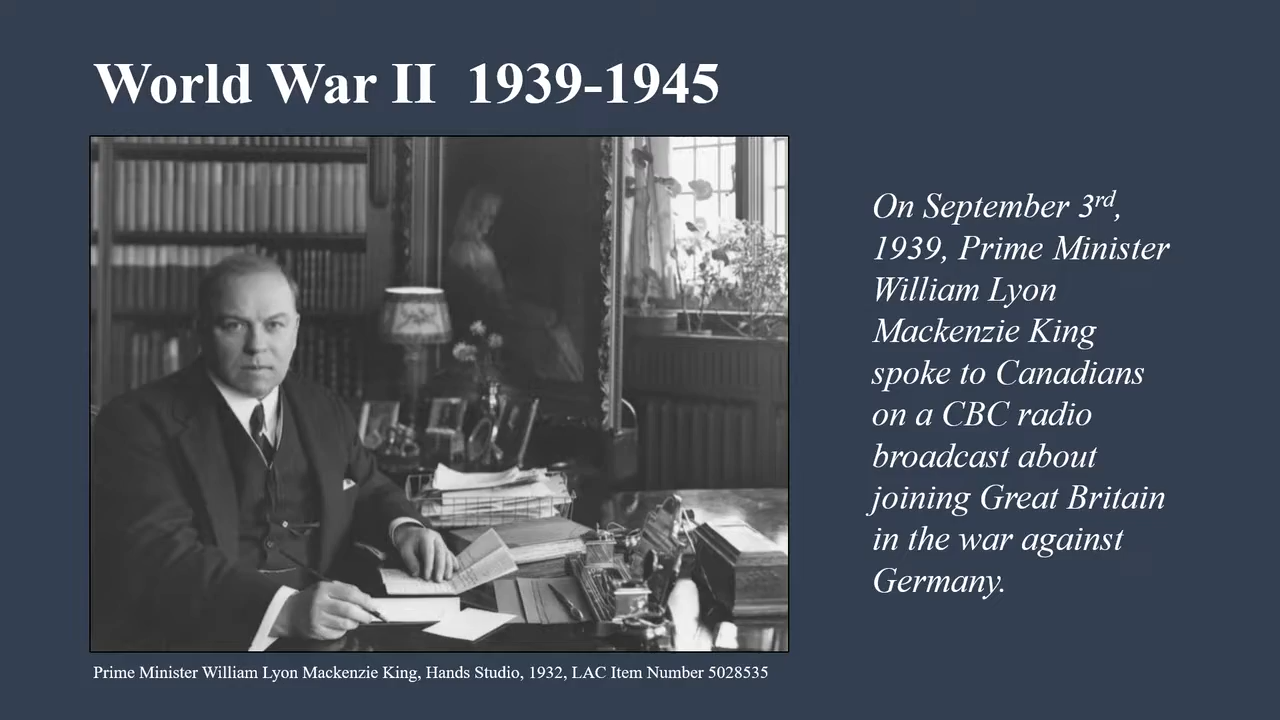 World War II 1939-1945
On September 3rd,
1939, Prime Minister
William Lyon
Mackenzie King
spoke to Canadians
on a CBC radio
broadcast about
joining Great Britain
in the war against
Germany.
Prime Minister William Lyon Mackenzie King, Hands Studio, 1932, LAC Item Number 5028535